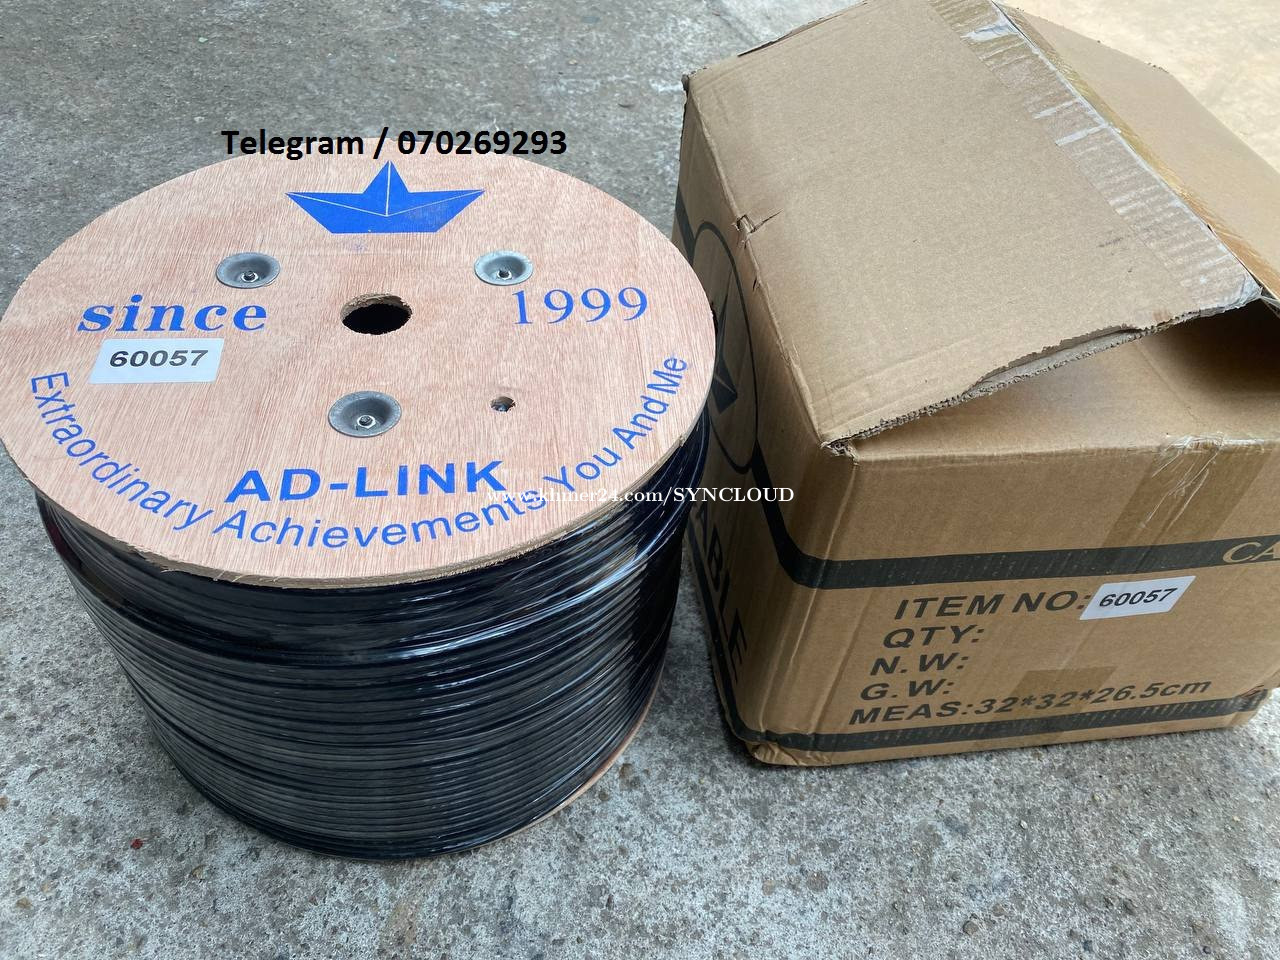 Telegram / 070269293
since 1999
60057
Extraordinary Achievements You And Me
AD-LINK
www.khmer24.com/SYNCLOUD
ABLE
CA
ITEM NO: 60057
QTY:
N.W:
G.W:
MEAS:32*32*26.5cm